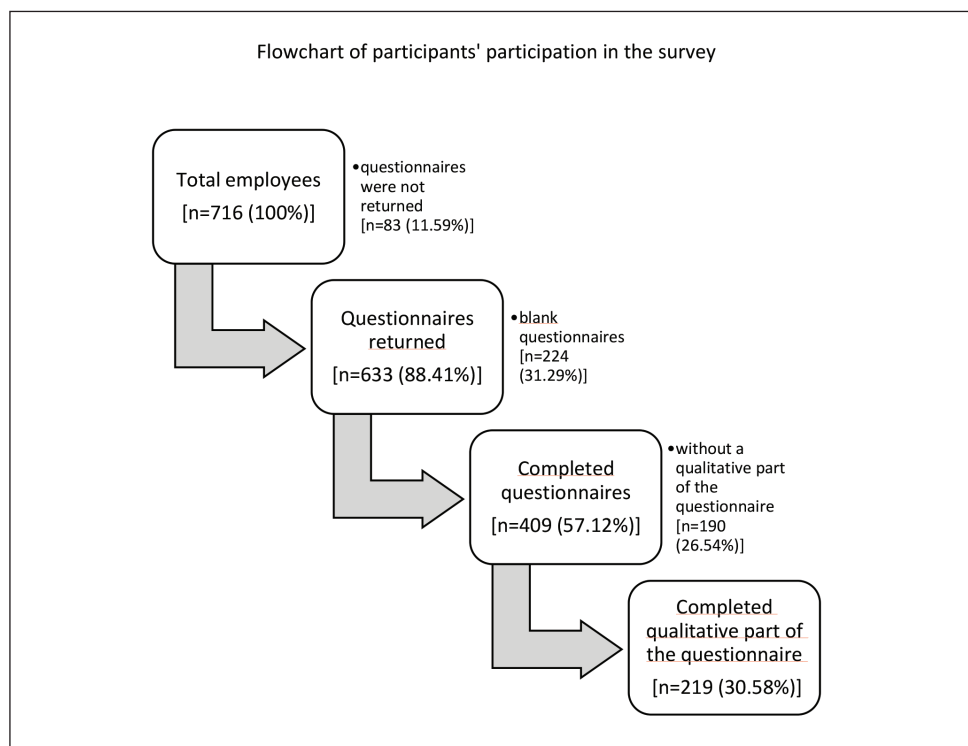 Flowchart of participants' participation in the survey
Total employees
[n=716 (100%)]
•questionnaires
were not
returned
[n=83 (11.59%)]
Questionnaires
returned
[n=633 (88.41%)]
•blank
questionnaires
[n=224
(31.29%)]
Completed
questionnaires
[n=409 (57.12%)]
•without a
qualitative part
of the
questionnaire
[n=190
(26.54%)]
Completed
qualitative part of
the questionnaire
[n=219 (30.58%)]